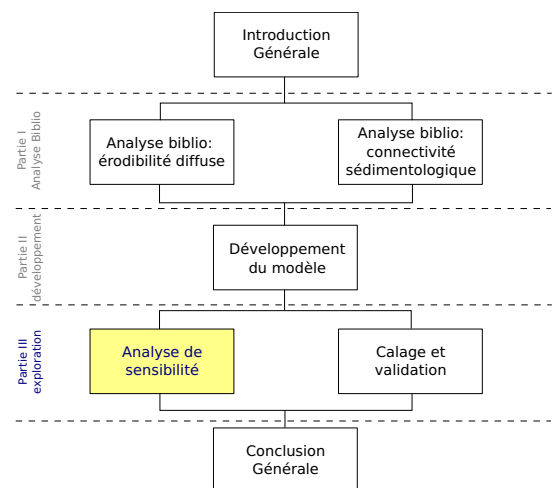 Introduction
Générale
Partie I
Analyse Biblio
Analyse biblio:
érodibilité diffuse
Analyse biblio:
connectivité
sédimentologique
Partie II
développement
Développement
du modèle
Partie III
exploration
Analyse de
sensibilité
Calage et
validation
Conclusion
Générale